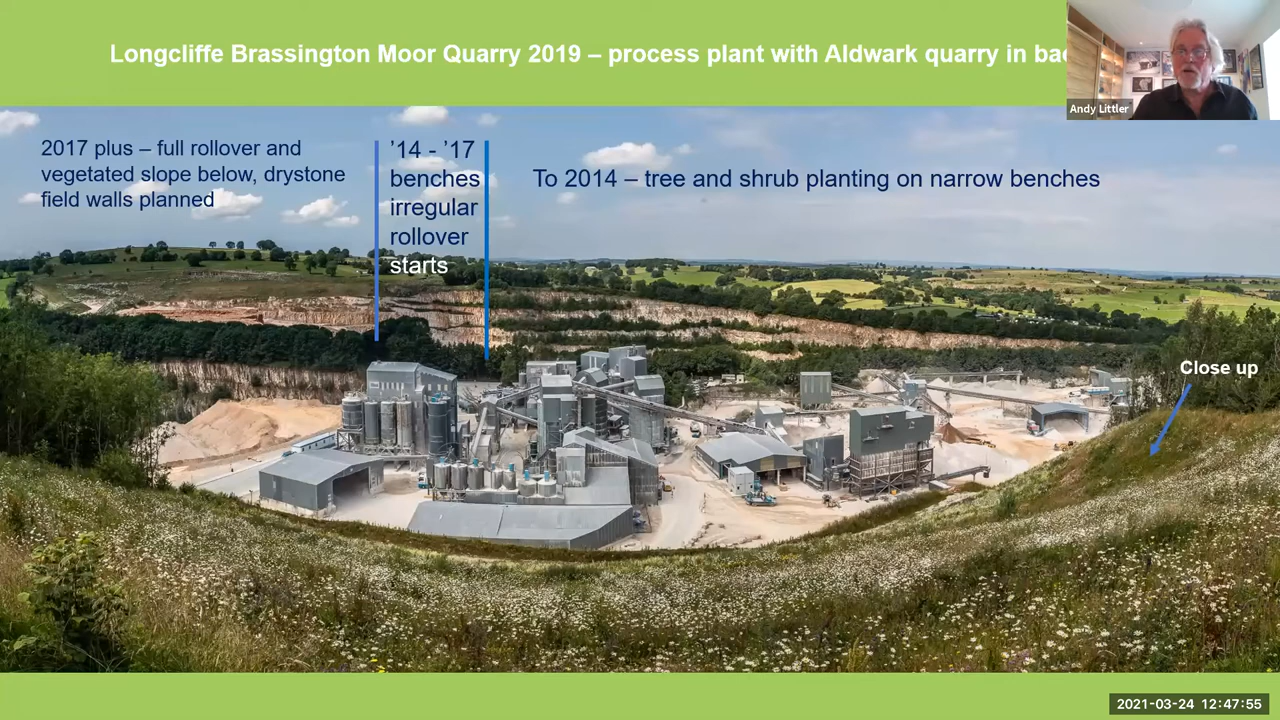 Longcliffe Brassington Moor Quarry 2019 – process plant with Aldwark quarry in
Andy Littler
2017 plus – full rollover and
vegetated slope below, drystone
field walls planned
’14 - ’17
benches
irregular
rollover
starts
To 2014 – tree and shrub planting on narrow benches
Close up
2021-03-24 12:47:55